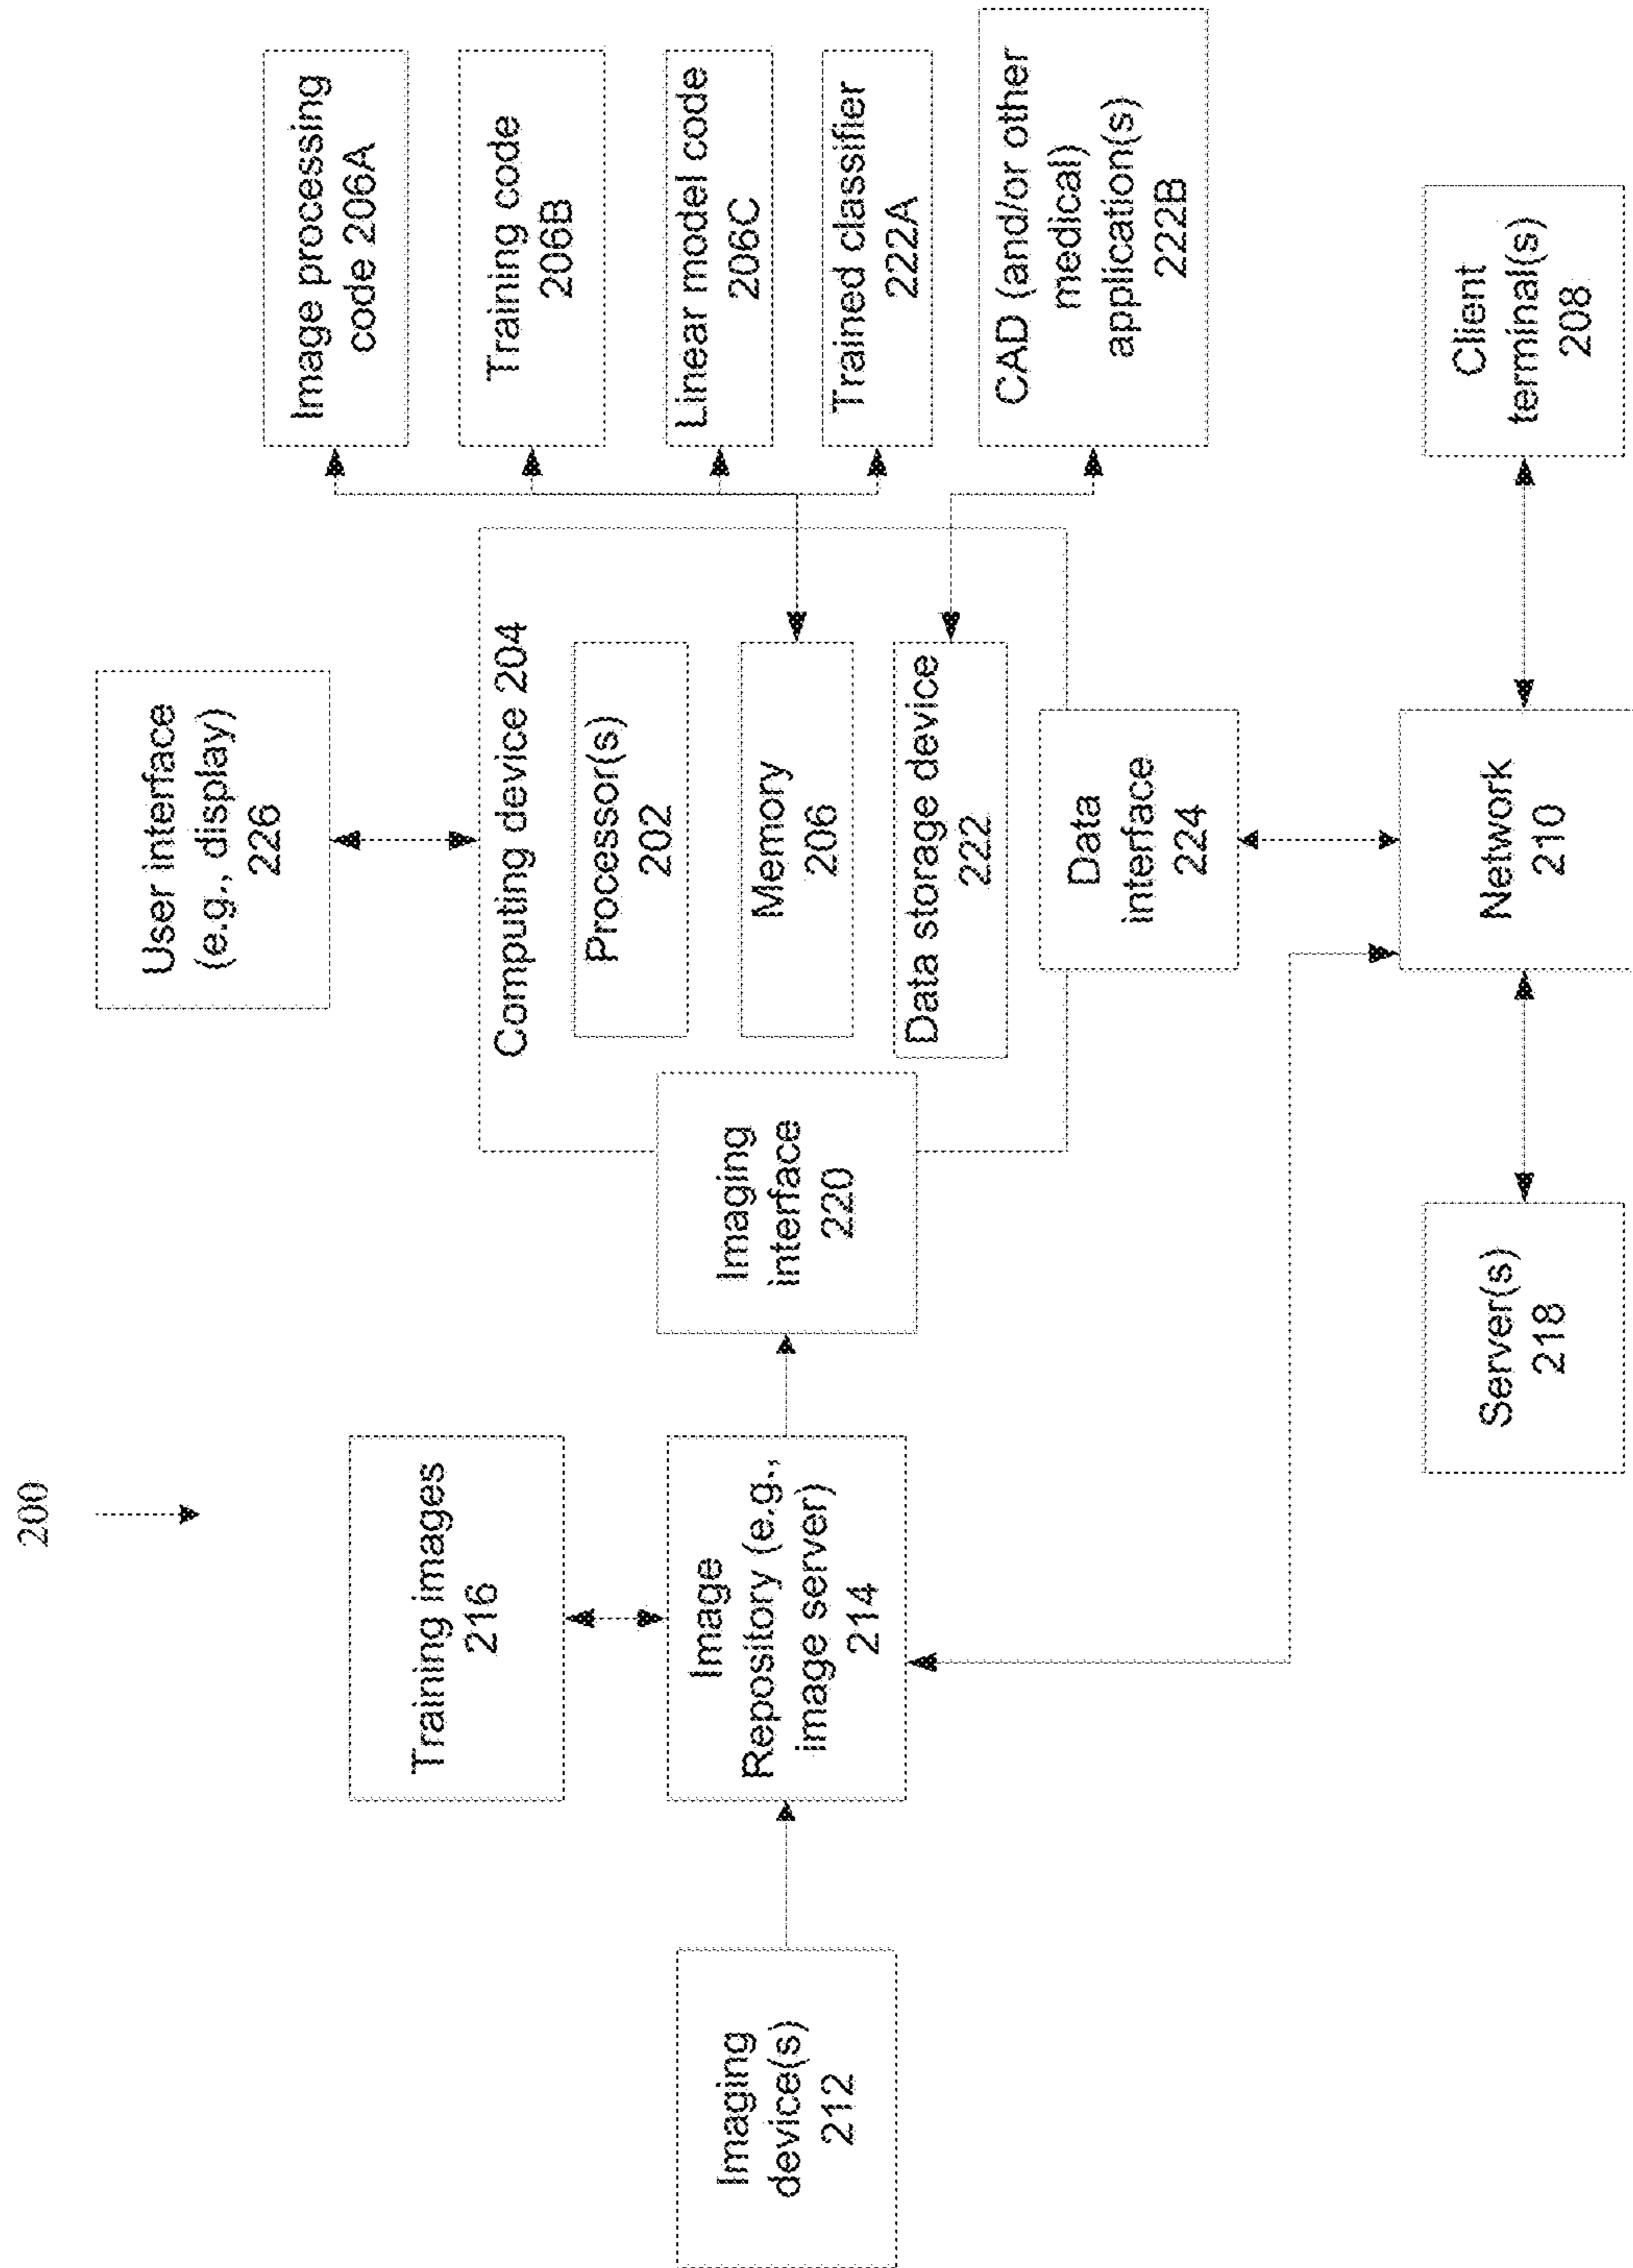 200
User interface
(e.g., display)
226
Image processing
code 206A
Training code
206B
Linear model code
206C
Trained classifier
222A
CAD (and/or other
medical)
application(s)
222B
Computing device 204
Processor(s)
202
Memory
206
Data storage device
222
Data
interface
224
Imaging
interface
220
Training images
216
Image
Repository (e.g.,
image server)
214
Imaging
device(s)
212
Server(s)
218
Network
210
Client
terminal(s)
208